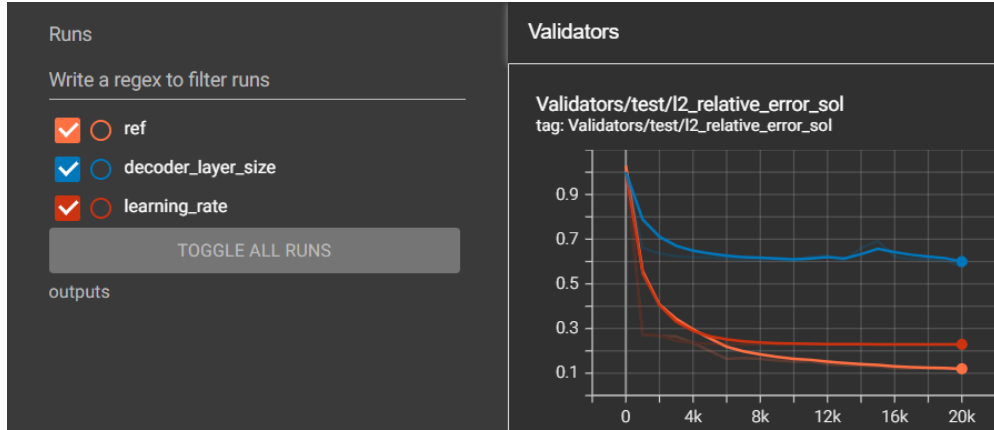 Runs
Write a regex to filter runs
ref
decoder_layer_size
learning_rate
TOGGLE ALL RUNS
outputs
Validators
Validators/test/l2_relative_error_sol
tag: Validators/test/l2_relative_error_sol
0.9
0.7
0.5
0.3
0.1
0 4k 8k 12k 16k 20k